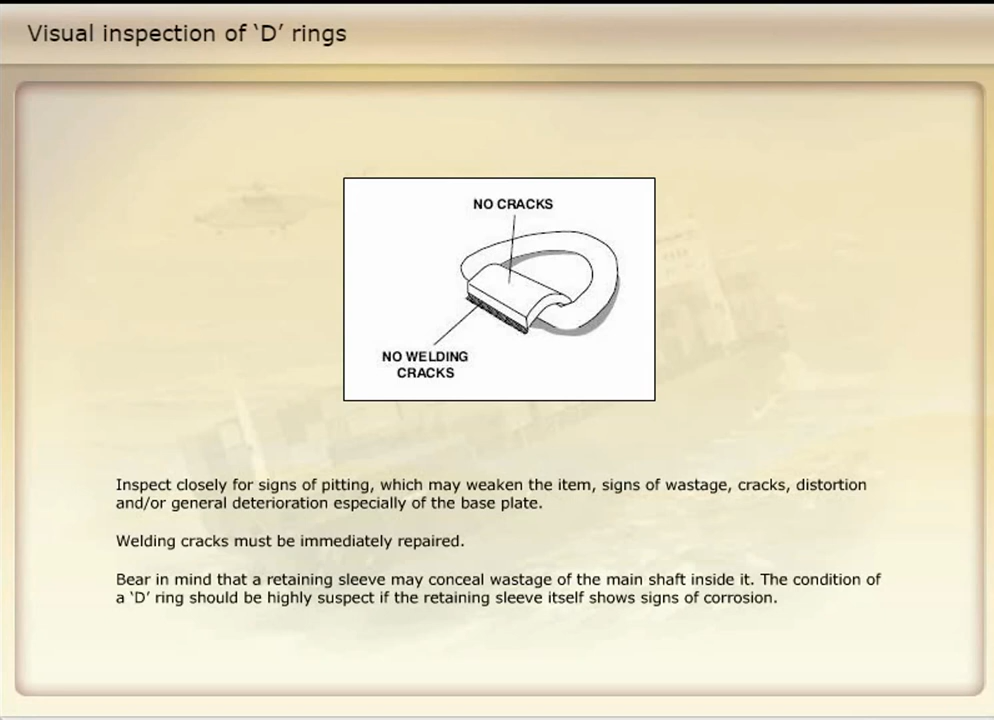 Visual inspection of ‘D’ rings
NO CRACKS
NO WELDING
CRACKS
Inspect closely for signs of pitting, which may weaken the item, signs of wastage, cracks, distortion
and/or general deterioration especially of the base plate.
Welding cracks must be immediately repaired.
Bear in mind that a retaining sleeve may conceal wastage of the main shaft inside it. The condition of
a ‘D’ ring should be highly suspect if the retaining sleeve itself shows signs of corrosion.